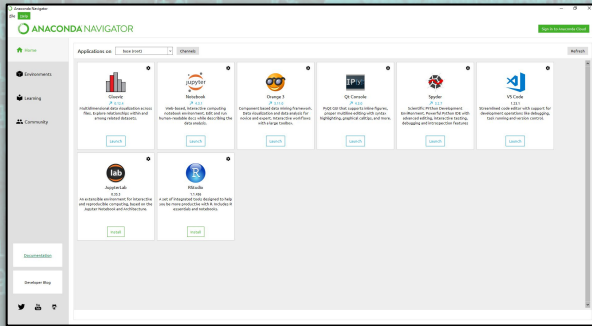 Anaconda Navigator
File Help
ANACONDA NAVIGATOR
Sign in to Anaconda Cloud
Home
Environments
Learning
Community
Documentation
Developer Blog
Applications on base (root) Channels
Refresh
Glueviz
0.12.4
Multidimensional data visualization across
files. Explore relationships within and
among related datasets.
Launch
jupyter
Notebook
Web-based, interactive computing
notebook environment. Edit and run
human-readable docs while describing the
data analysis.
Launch
Orange 3
Component based data mining framework.
Data visualization and data analysis for
novice and expert. Interactive workflows
with a large toolbox.
Launch
IP[y]:
Qt Console
PyQt GUI that supports inline figures,
proper multiline editing with syntax
highlighting, graphical calltips, and more.
Launch
Spyder
Scientific PYthon Development
EnviRonment. Powerful Python IDE with
advanced editing, interactive testing,
debugging and introspection features
Launch
VS Code
Streamlined code editor with support for
development operations like debugging,
task running and version control.
Launch
lab
JupyterLab
An extensible environment for interactive
and reproducible computing, based on the
Jupyter Notebook and Architecture.
Install
R
RStudio
A set of integrated tools designed to help
you be more productive with R. Includes R
essentials and notebooks.
Install